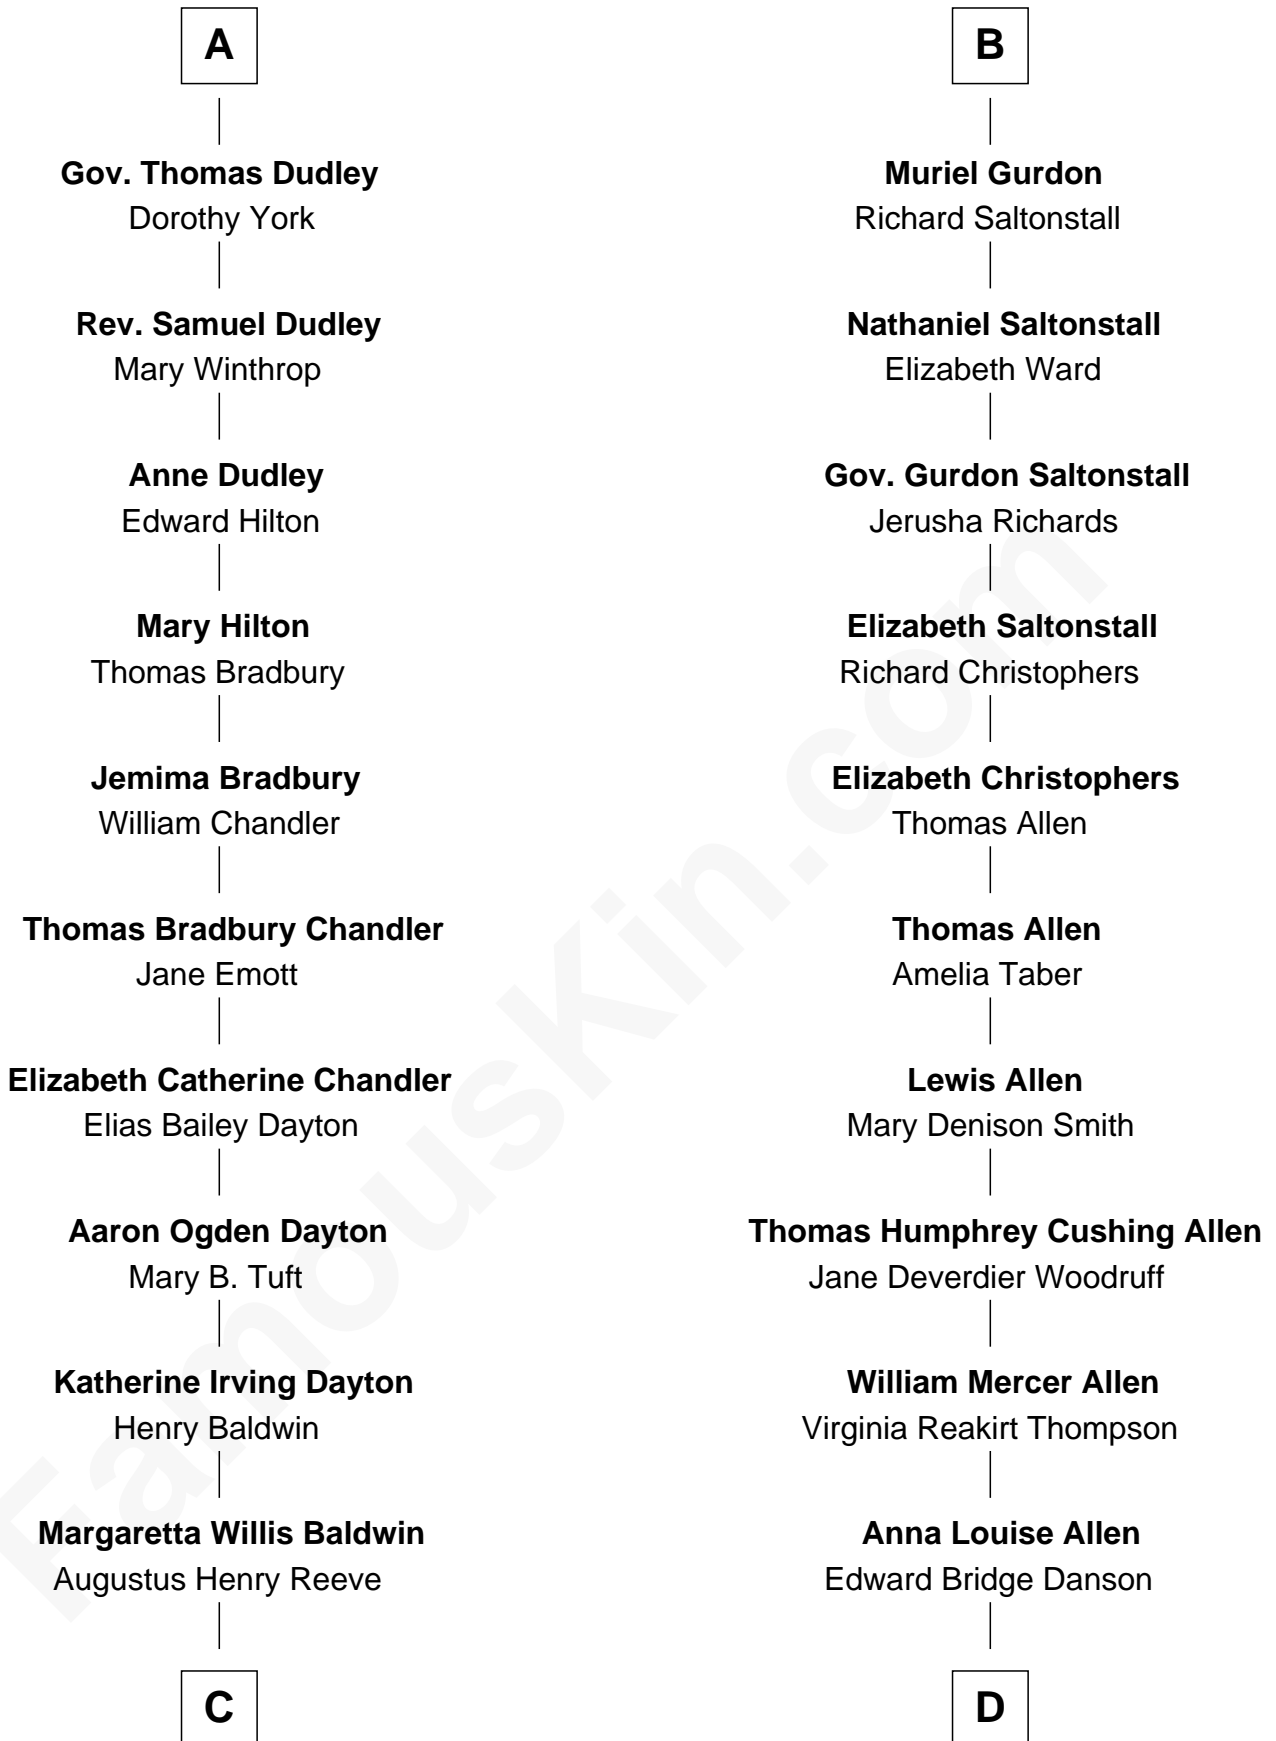 A
Gov. Thomas Dudley
Dorothy York
Rev. Samuel Dudley
Mary Winthrop
Anne Dudley
Edward Hilton
Mary Hilton
Thomas Bradbury
Jemima Bradbury
William Chandler
Thomas Bradbury Chandler
Jane Emott
Elizabeth Catherine Chandler
Elias Bailey Dayton
Aaron Ogden Dayton
Mary B. Tuft
Katherine Irving Dayton
Henry Baldwin
Margaretta Willis Baldwin
Augustus Henry Reeve
C
B
Muriel Gurdon
Richard Saltonstall
Nathaniel Saltonstall
Elizabeth Ward
Gov. Gurdon Saltonstall
Jerusha Richards
Elizabeth Saltonstall
Richard Christophers
Elizabeth Christophers
Thomas Allen
Thomas Allen
Amelia Taber
Lewis Allen
Mary Denison Smith
Thomas Humphrey Cushing Allen
Jane Deverdier Woodruff
William Mercer Allen
Virginia Reakirt Thompson
Anna Louise Allen
Edward Bridge Danson
D
FamousKin.com